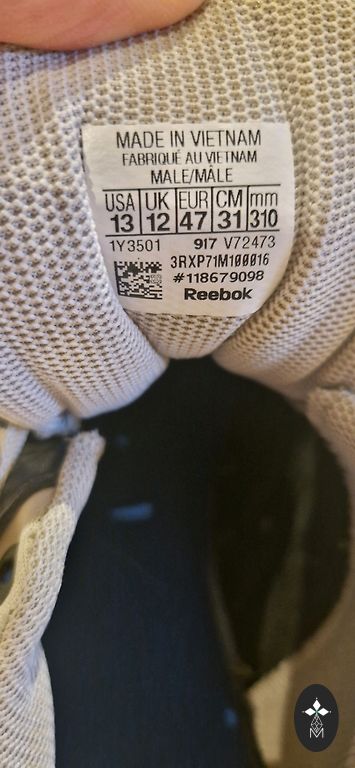 MADE IN VIETNAM
FABRIQUÉ AU VIETNAM
MALE/MÂLE
USA UK EUR CM mm
13 12 47 31 310
1Y3501 917 V72473
3RXP71M100016
#118679098
Reebok
M